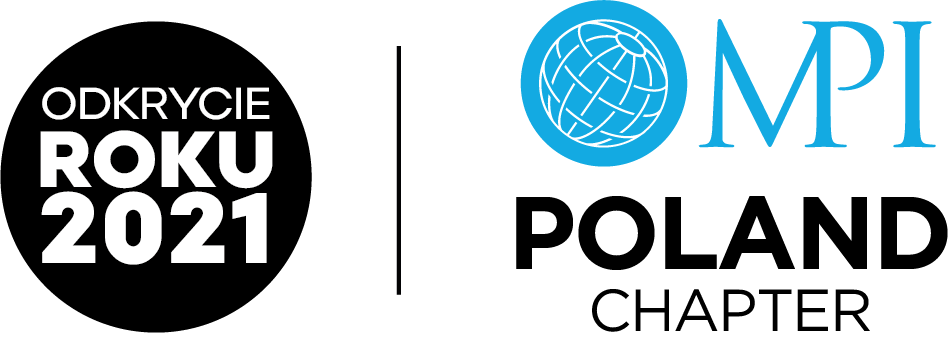 ODKRYCIE
ROKU
2021
MPI
POLAND
CHAPTER